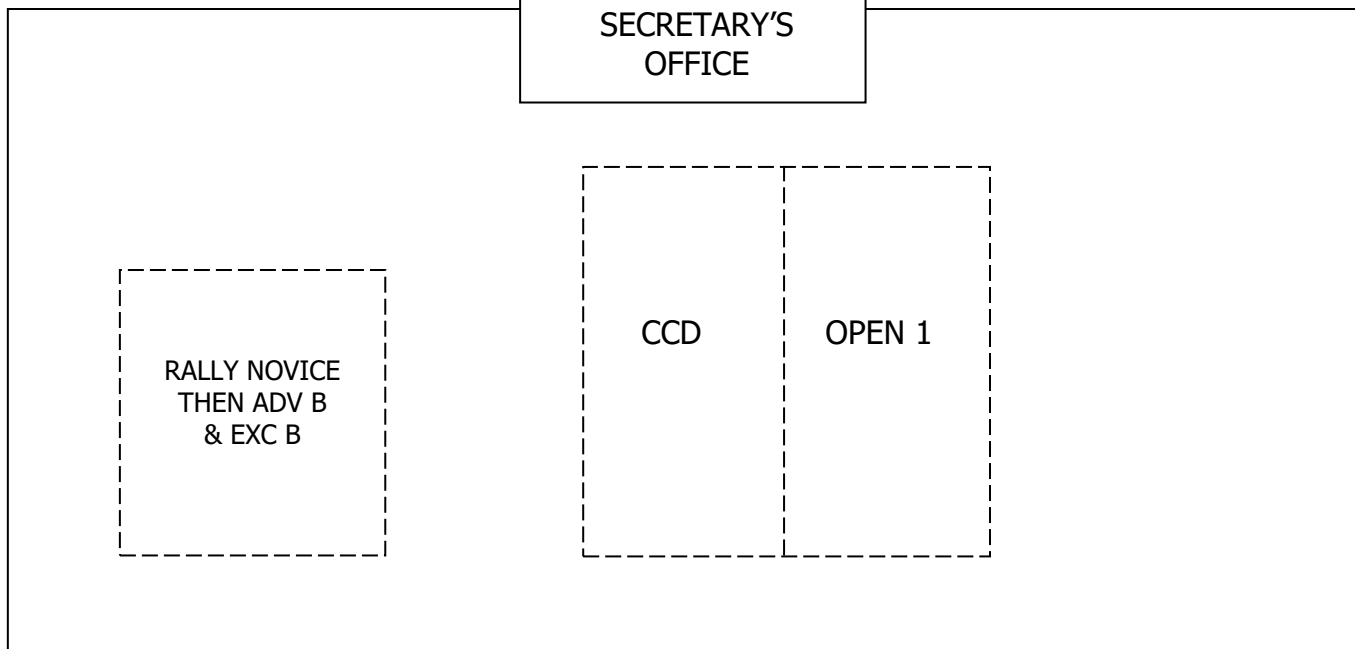 SECRETARY’S
OFFICE
CCD
OPEN 1
RALLY NOVICE
THEN ADV B
& EXC B